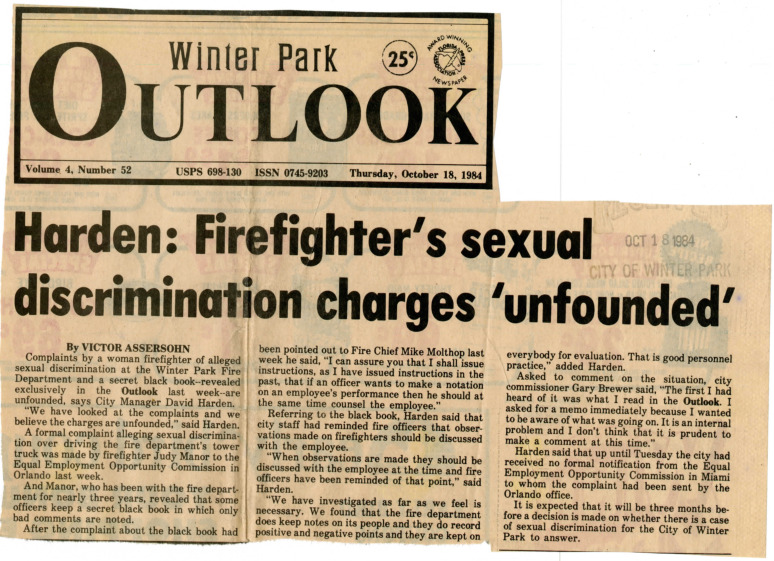 Winter Park
25¢
AWARD WINNING
FLORIDA PRESS ASSOCIATION
NEWSPAPER
OUTLOOK
Volume 4, Number 52 USPS 698-130 ISSN 0745-9203 Thursday, October 18, 1984
OCT 18 1984
CITY OF WINTER PARK
Harden: Firefighter's sexual
discrimination charges 'unfounded'
By VICTOR ASSERSOHN
Complaints by a woman firefighter of alleged
sexual discrimination at the Winter Park Fire
Department and a secret black book--revealed
exclusively in the Outlook last week--are
unfounded, says City Manager David Harden.
"We have looked at the complaints and we
believe the charges are unfounded," said Harden.
A formal complaint alleging sexual discrimina-
tion over driving the fire department's tower
truck was made by firefighter Judy Manor to the
Equal Employment Opportunity Commission in
Orlando last week.
And Manor, who has been with the fire depart-
ment for nearly three years, revealed that some
officers keep a secret black book in which only
bad comments are noted.
After the complaint about the black book had
been pointed out to Fire Chief Mike Molthop last
week he said, "I can assure you that I shall issue
instructions, as I have issued instructions in the
past, that if an officer wants to make a notation
on an employee's performance then he should at
the same time counsel the employee."
Referring to the black book, Harden said that
city staff had reminded fire officers that obser-
vations made on firefighters should be discussed
with the employee.
"When observations are made they should be
discussed with the employee at the time and fire
officers have been reminded of that point," said
Harden.
"We have investigated as far as we feel is
necessary. We found that the fire department
does keep notes on its people and they do record
positive and negative points and they are kept on
everybody for evaluation. That is good personnel
practice," added Harden.
Asked to comment on the situation, city
commissioner Gary Brewer said, "The first I had
heard of it was what I read in the Outlook. I
asked for a memo immediately because I wanted
to be aware of what was going on. It is an internal
problem and I don't think that it is prudent to
make a comment at this time."
Harden said that up until Tuesday the city had
received no formal notification from the Equal
Employment Opportunity Commission in Miami
to whom the complaint had been sent by the
Orlando office.
It is expected that it will be three months be-
fore a decision is made on whether there is a case
of sexual discrimination for the City of Winter
Park to answer.